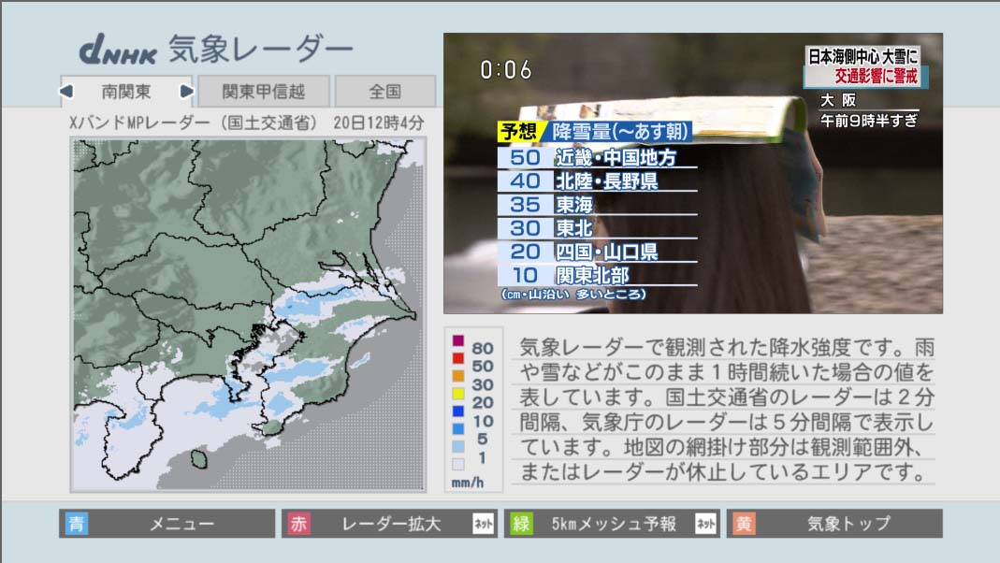 dNHK 気象レーダー
南関東
関東甲信越
全国
XバンドMPレーダー（国土交通省） 20日12時4分
0:06
日本海側中心 大雪に
交通影響に警戒
大阪
午前9時半すぎ
予想 降雪量(～あす朝)
50 近畿・中国地方
40 北陸・長野県
35 東海
30 東北
20 四国・山口県
10 関東北部
(㎝・山沿い 多いところ)
80
50
30
20
10
5
1
mm/h
気象レーダーで観測された降水強度です。雨
や雪などがこのまま１時間続いた場合の値を
表しています。国土交通省のレーダーは２分
間隔、気象庁のレーダーは５分間隔で表示し
ています。地図の網掛け部分は観測範囲外、
またはレーダーが休止しているエリアです。
青 メニュー
赤 レーダー拡大 ネット
緑 5kmメッシュ予報 ネット
黄 気象トップ